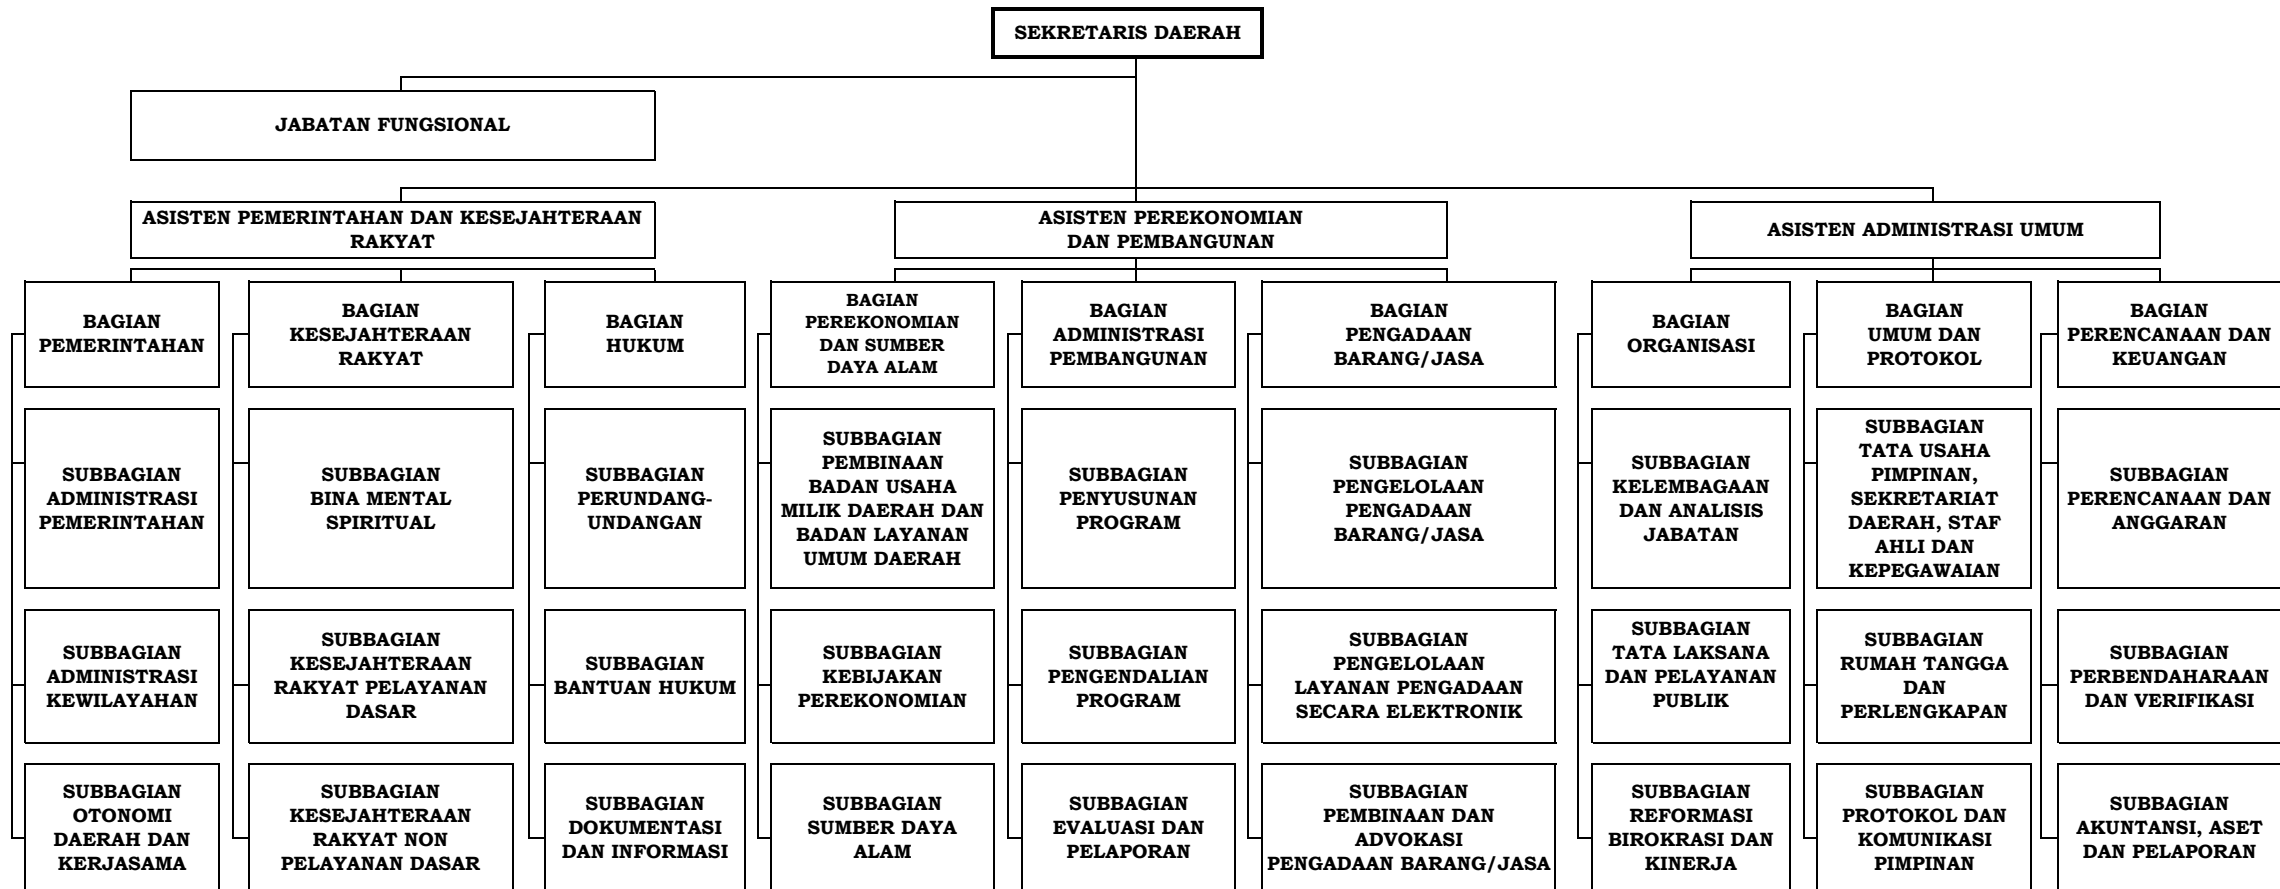 SEKRETARIS DAERAH
JABATAN FUNGSIONAL
ASISTEN PEMERINTAHAN DAN KESEJAHTERAAN
RAKYAT
ASISTEN PEREKONOMIAN
DAN PEMBANGUNAN
ASISTEN ADMINISTRASI UMUM
BAGIAN
PEMERINTAHAN
BAGIAN
KESEJAHTERAAN
RAKYAT
BAGIAN
HUKUM
BAGIAN
PEREKONOMIAN
DAN SUMBER
DAYA ALAM
BAGIAN
ADMINISTRASI
PEMBANGUNAN
BAGIAN
PENGADAAN
BARANG/JASA
BAGIAN
ORGANISASI
BAGIAN
UMUM DAN
PROTOKOL
BAGIAN
PERENCANAAN DAN
KEUANGAN
SUBBAGIAN
ADMINISTRASI
PEMERINTAHAN
SUBBAGIAN
BINA MENTAL
SPIRITUAL
SUBBAGIAN
PERUNDANG-
UNDANGAN
SUBBAGIAN
PEMBINAAN
BADAN USAHA
MILIK DAERAH DAN
BADAN LAYANAN
UMUM DAERAH
SUBBAGIAN
PENYUSUNAN
PROGRAM
SUBBAGIAN
PENGELOLAAN
PENGADAAN
BARANG/JASA
SUBBAGIAN
KELEMBAGAAN
DAN ANALISIS
JABATAN
SUBBAGIAN
TATA USAHA
PIMPINAN,
SEKRETARIAT
DAERAH, STAF
AHLI DAN
KEPEGAWAIAN
SUBBAGIAN
PERENCANAAN DAN
ANGGARAN
SUBBAGIAN
ADMINISTRASI
KEWILAYAHAN
SUBBAGIAN
KESEJAHTERAAN
RAKYAT PELAYANAN
DASAR
SUBBAGIAN
BANTUAN HUKUM
SUBBAGIAN
KEBIJAKAN
PEREKONOMIAN
SUBBAGIAN
PENGENDALIAN
PROGRAM
SUBBAGIAN
PENGELOLAAN
LAYANAN PENGADAAN
SECARA ELEKTRONIK
SUBBAGIAN
TATA LAKSANA
DAN PELAYANAN
PUBLIK
SUBBAGIAN
RUMAH TANGGA
DAN
PERLENGKAPAN
SUBBAGIAN
PERBENDAHARAAN
DAN VERIFIKASI
SUBBAGIAN
OTONOMI
DAERAH DAN
KERJASAMA
SUBBAGIAN
KESEJAHTERAAN
RAKYAT NON
PELAYANAN DASAR
SUBBAGIAN
DOKUMENTASI
DAN INFORMASI
SUBBAGIAN
SUMBER DAYA
ALAM
SUBBAGIAN
EVALUASI DAN
PELAPORAN
SUBBAGIAN
PEMBINAAN DAN
ADVOKASI
PENGADAAN BARANG/JASA
SUBBAGIAN
REFORMASI
BIROKRASI DAN
KINERJA
SUBBAGIAN
PROTOKOL DAN
KOMUNIKASI
PIMPINAN
SUBBAGIAN
AKUNTANSI, ASET
DAN PELAPORAN